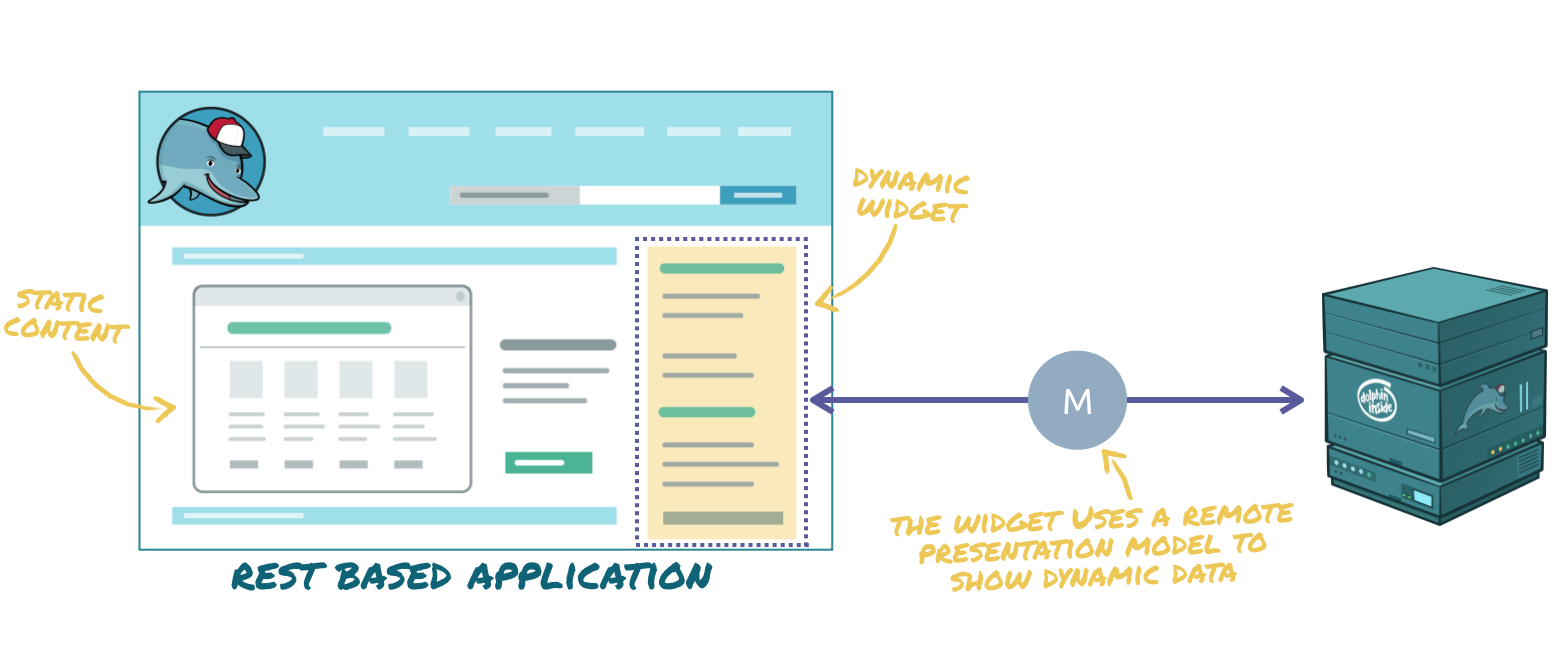 DYNAMIC
WIDGET
STATIC
CONTENT
M
dolphin
inside
THE WIDGET USES A REMOTE
PRESENTATION MODEL TO
SHOW DYNAMIC DATA
REST BASED APPLICATION